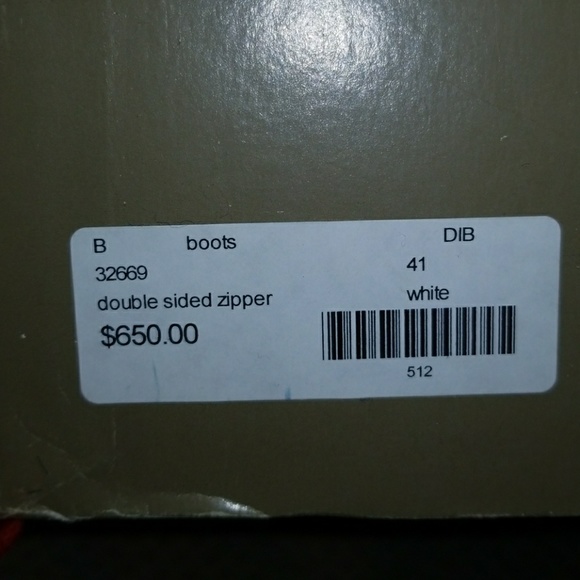 B boots DIB
32669 41
double sided zipper white
$650.00
512